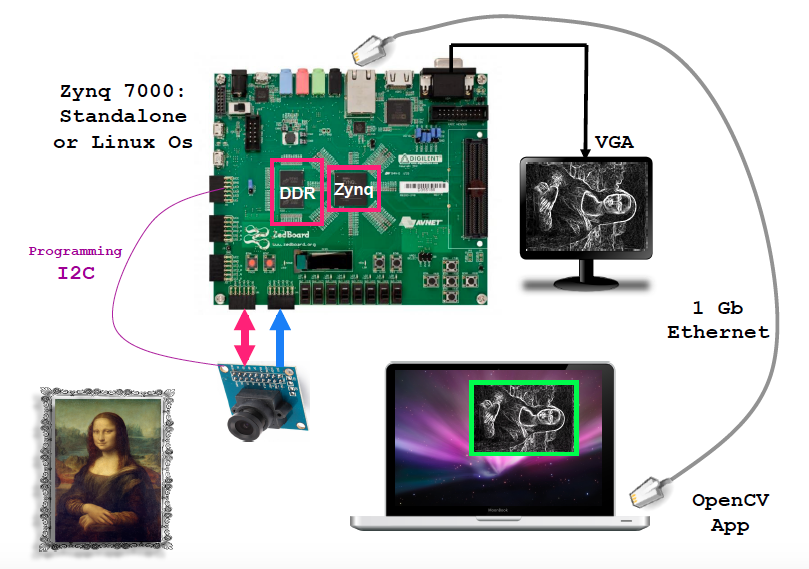 Zynq 7000:
Standalone
or Linux Os
VGA
DIGILENT
DDR
Zynq
AVNET
ZedBoard
www.zedboard.org
Programming
I2C
1 Gb
Ethernet
MacBook
OpenCV
App